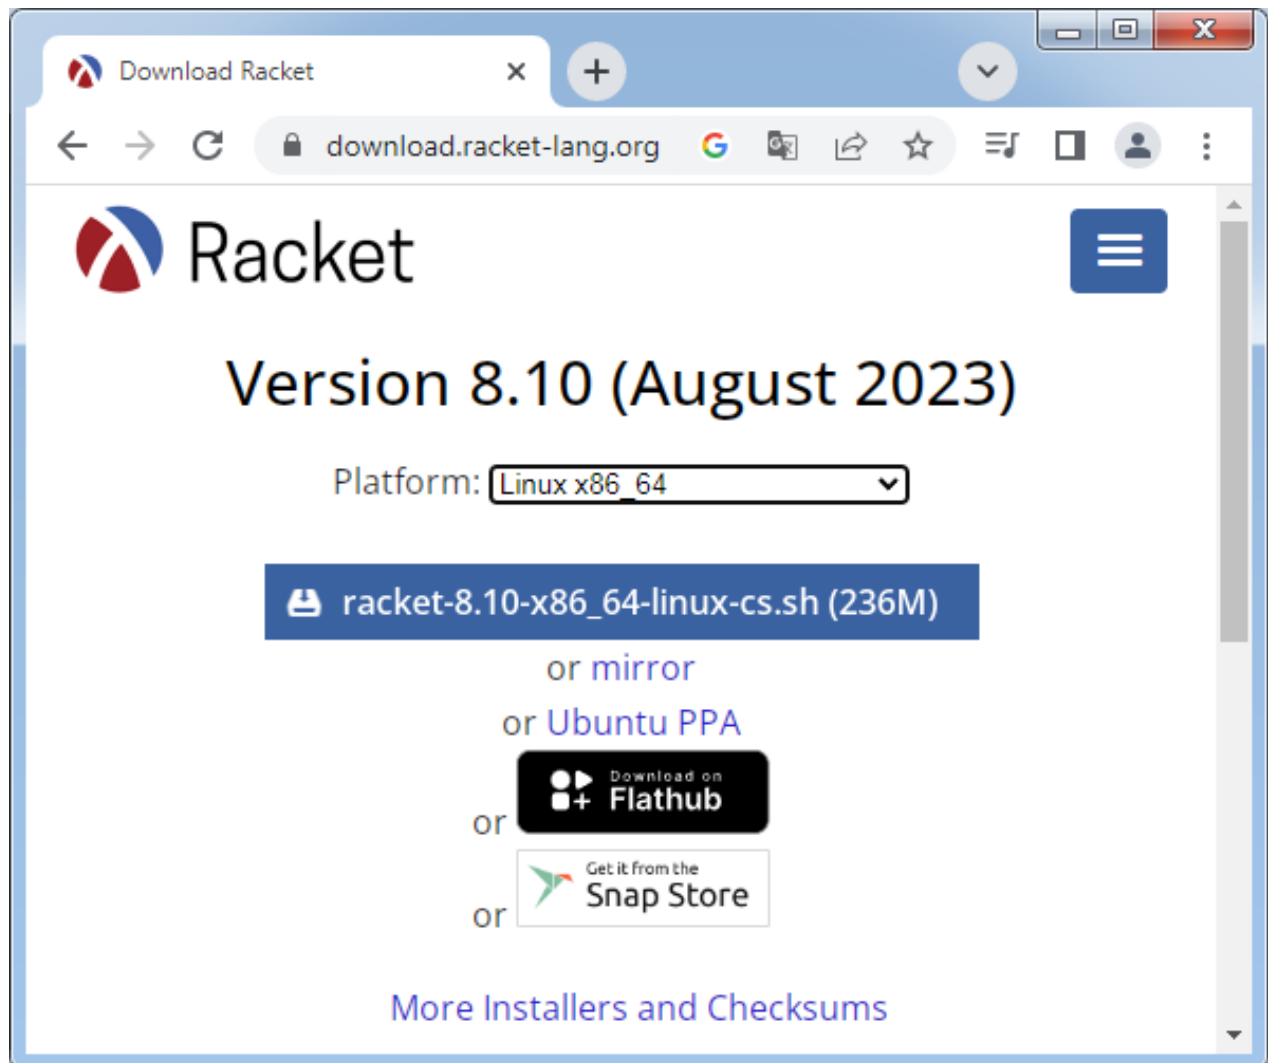 Download Racket
download.racket-lang.org
Racket
Version 8.10 (August 2023)
Platform: Linux x86_64
racket-8.10-x86_64-linux-cs.sh (236M)
or mirror
or Ubuntu PPA
or Download on Flathub
or Get it from the Snap Store
More Installers and Checksums